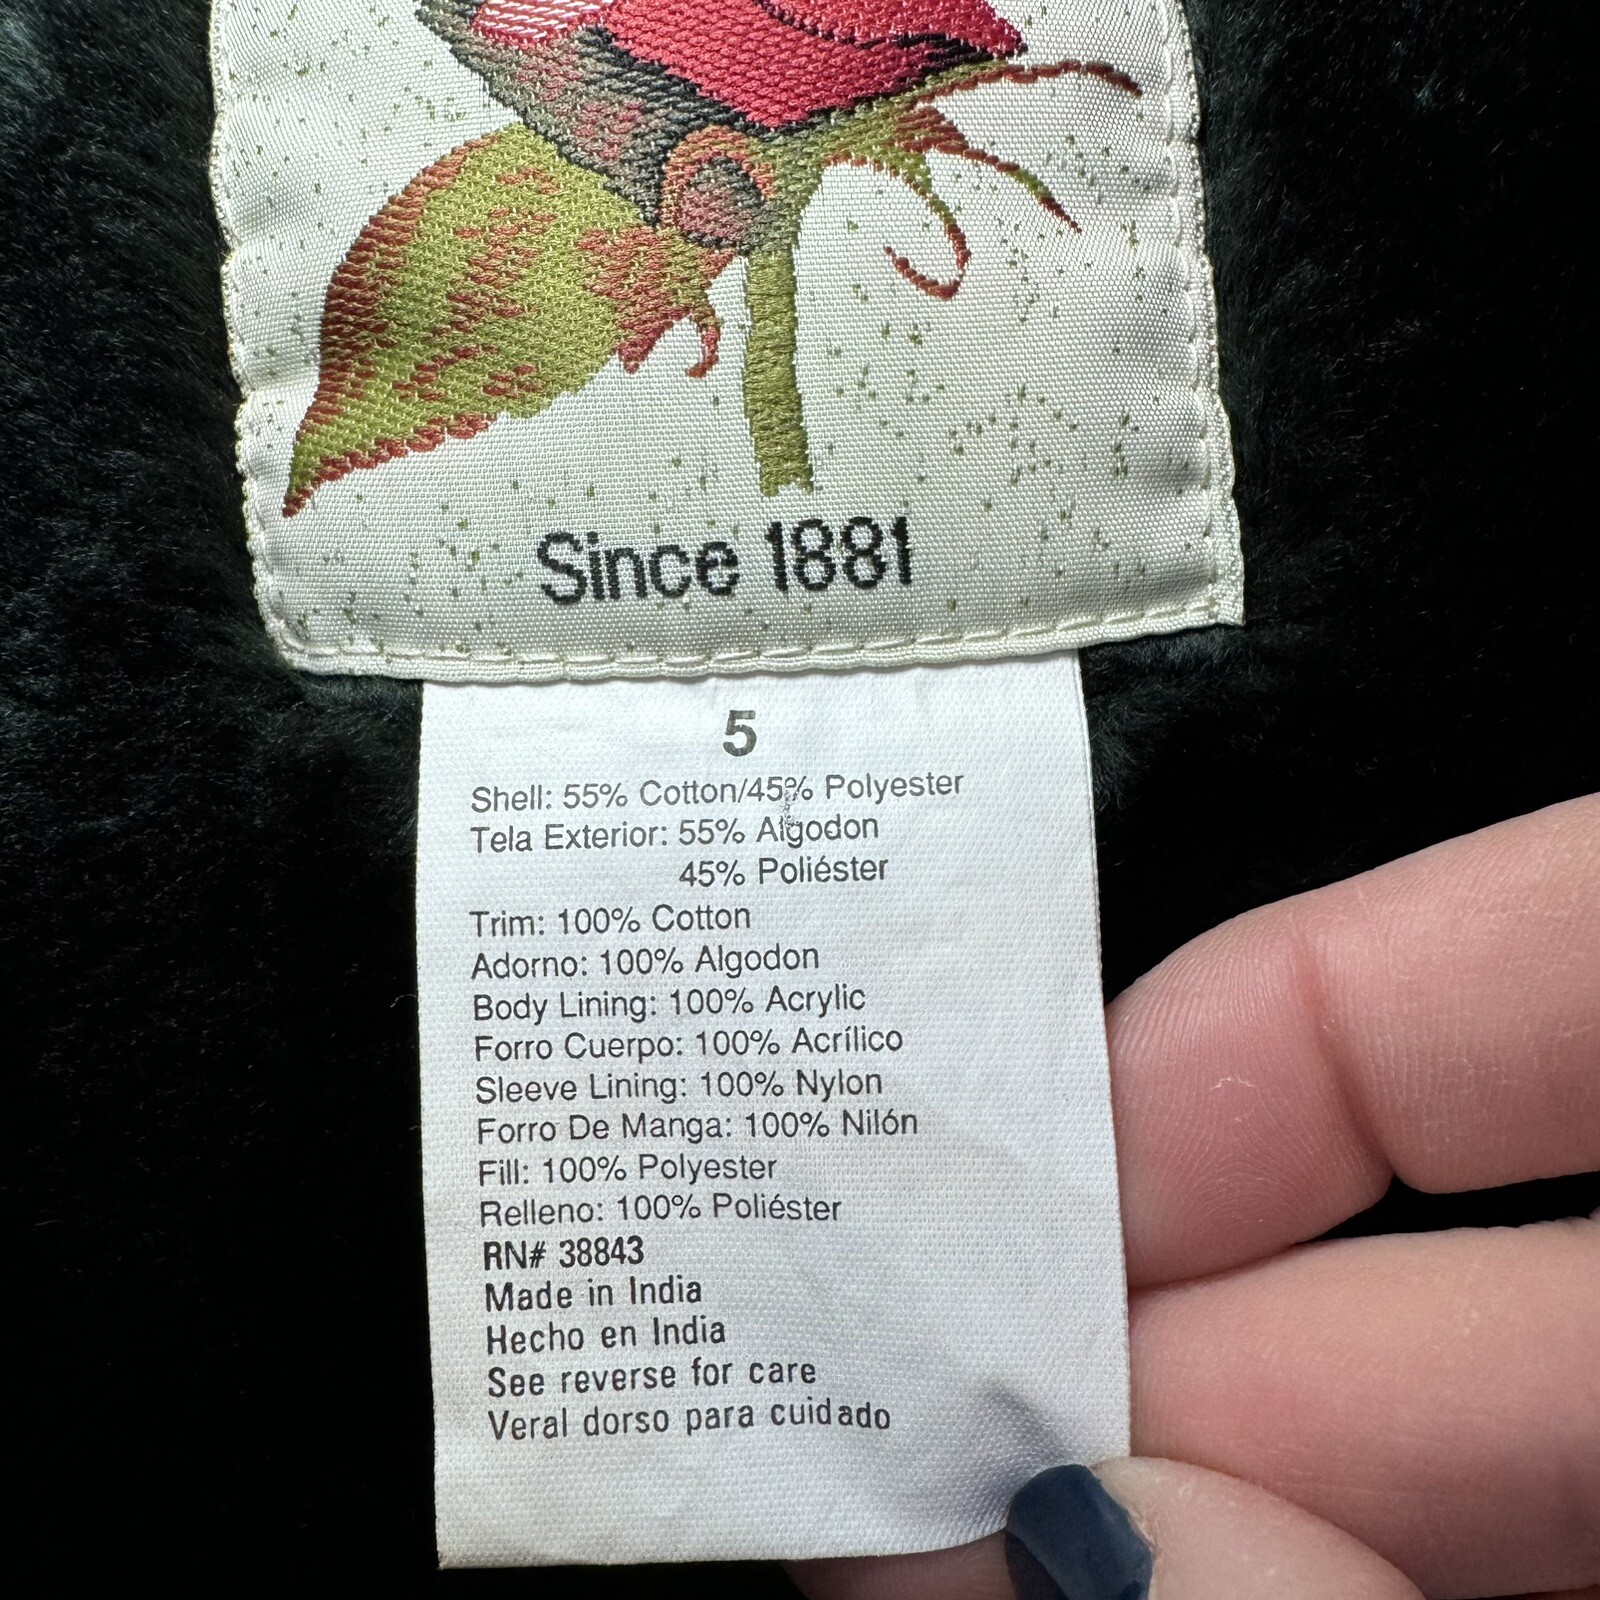 Since 1881
5
Shell: 55% Cotton/45% Polyester
Tela Exterior: 55% Algodon
45% Poliéster
Trim: 100% Cotton
Adorno: 100% Algodon
Body Lining: 100% Acrylic
Forro Cuerpo: 100% Acrílico
Sleeve Lining: 100% Nylon
Forro De Manga: 100% Nilón
Fill: 100% Polyester
Relleno: 100% Poliéster
RN# 38843
Made in India
Hecho en India
See reverse for care
Veral dorso para cuidado